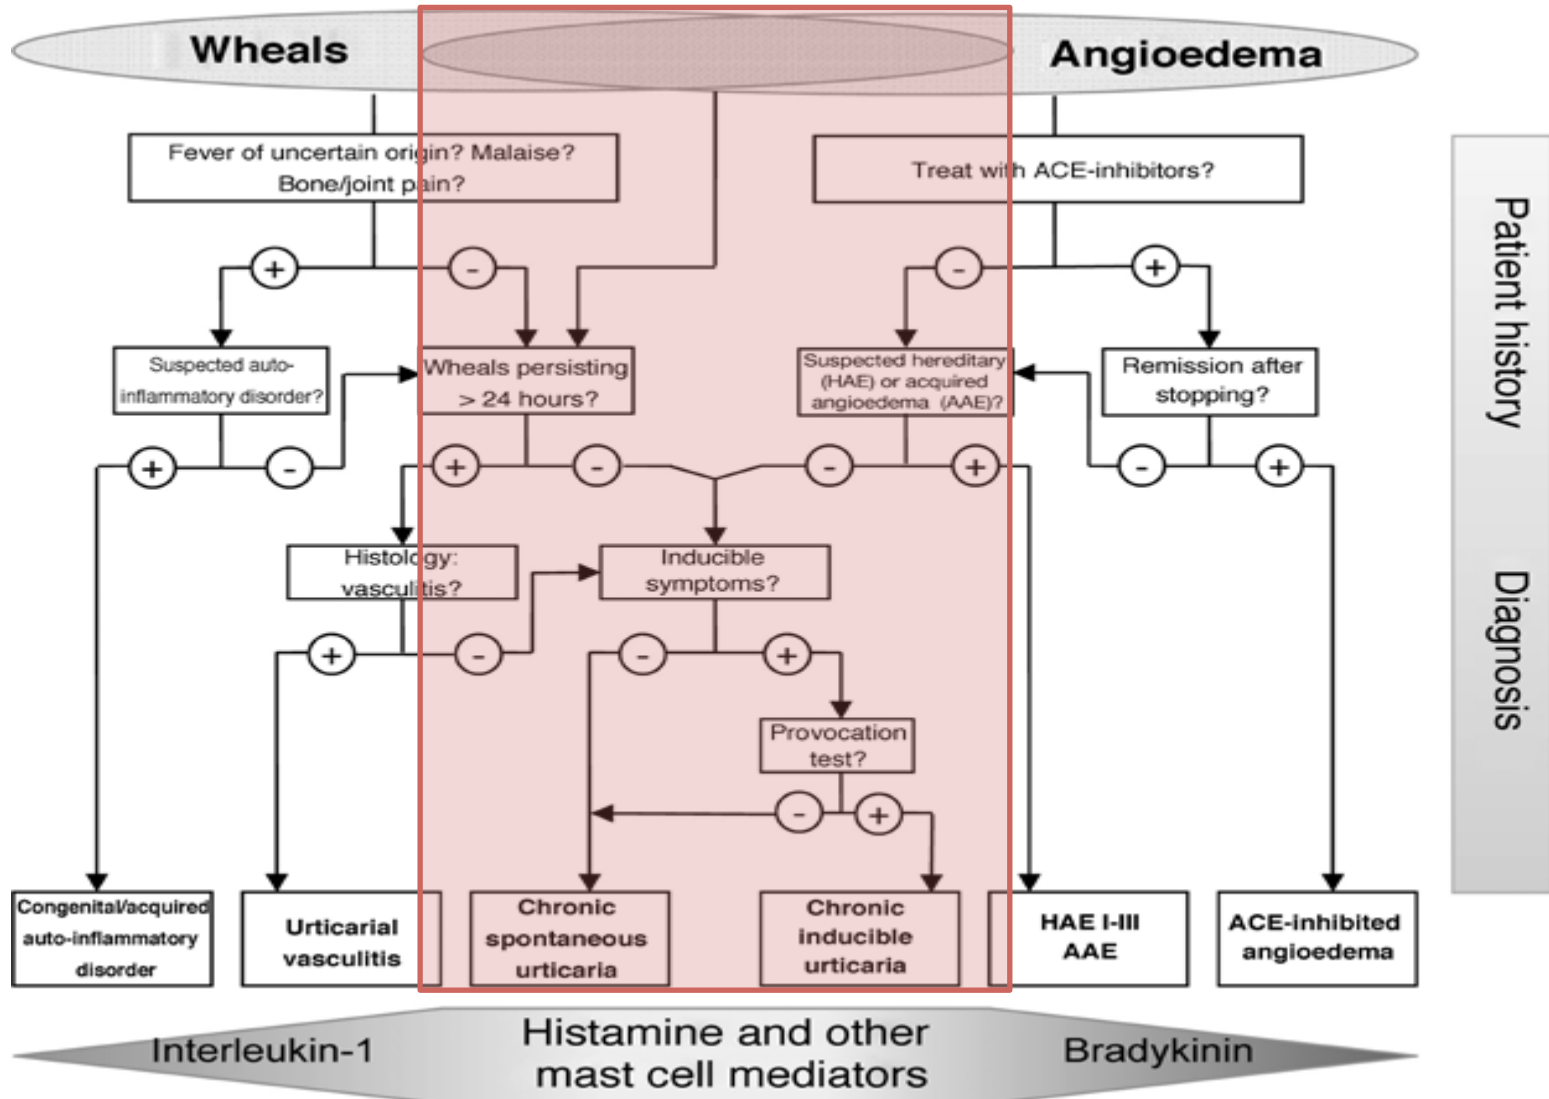 Wheals
Angioedema
Fever of uncertain origin? Malaise?
Bone/joint pain?
Treat with ACE-inhibitors?
+
-
-
+
Suspected auto-
inflammatory disorder?
Wheals persisting
> 24 hours?
Suspected hereditary
(HAE) or acquired
angioedema (AAE)?
Remission after
stopping?
+
-
+
-
-
+
-
+
Histology:
vasculitis?
Inducible
symptoms?
+
-
-
+
Provocation
test?
-
+
Congenital/acquired
auto-inflammatory
disorder
Urticarial
vasculitis
Chronic
spontaneous
urticaria
Chronic
inducible
urticaria
HAE I-III
AAE
ACE-inhibited
angioedema
Interleukin-1
Histamine and other
mast cell mediators
Bradykinin
Patient history
Diagnosis